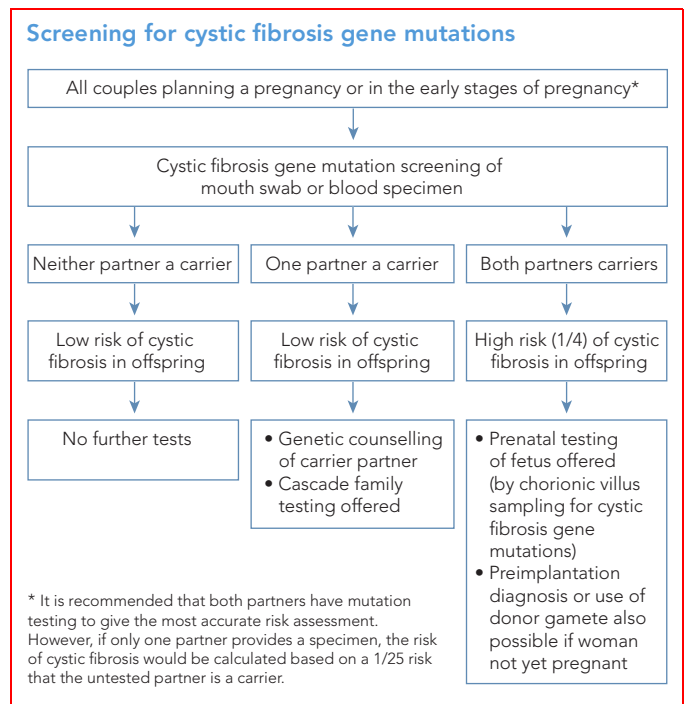 Screening for cystic fibrosis gene mutations
All couples planning a pregnancy or in the early stages of pregnancy*
Cystic fibrosis gene mutation screening of
mouth swab or blood specimen
Neither partner a carrier
One partner a carrier
Both partners carriers
Low risk of cystic
fibrosis in offspring
Low risk of cystic
fibrosis in offspring
High risk (1/4) of cystic
fibrosis in offspring
No further tests
• Genetic counselling
of carrier partner
• Cascade family
testing offered
• Prenatal testing
of fetus offered
(by chorionic villus
sampling for cystic
fibrosis gene
mutations)
• Preimplantation
diagnosis or use of
donor gamete also
possible if woman
not yet pregnant
* It is recommended that both partners have mutation
testing to give the most accurate risk assessment.
However, if only one partner provides a specimen, the risk
of cystic fibrosis would be calculated based on a 1/25 risk
that the untested partner is a carrier.